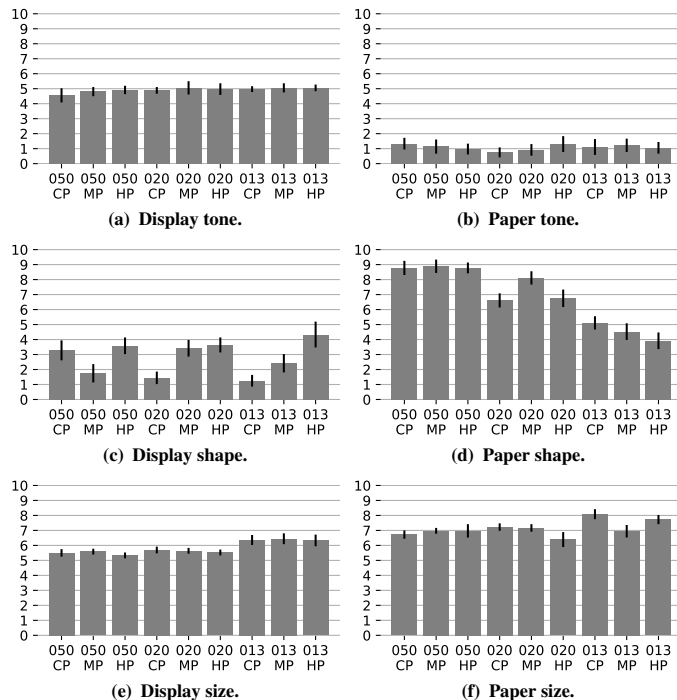 10 9 8 7 6 5 4 3 2 1 0
050 050 050 020 020 020 013 013 013
CP MP HP CP MP HP CP MP HP
(a) Display tone.
10 9 8 7 6 5 4 3 2 1 0
050 050 050 020 020 020 013 013 013
CP MP HP CP MP HP CP MP HP
(b) Paper tone.
10 9 8 7 6 5 4 3 2 1 0
050 050 050 020 020 020 013 013 013
CP MP HP CP MP HP CP MP HP
(c) Display shape.
10 9 8 7 6 5 4 3 2 1 0
050 050 050 020 020 020 013 013 013
CP MP HP CP MP HP CP MP HP
(d) Paper shape.
10 9 8 7 6 5 4 3 2 1 0
050 050 050 020 020 020 013 013 013
CP MP HP CP MP HP CP MP HP
(e) Display size.
10 9 8 7 6 5 4 3 2 1 0
050 050 050 020 020 020 013 013 013
CP MP HP CP MP HP CP MP HP
(f) Paper size.